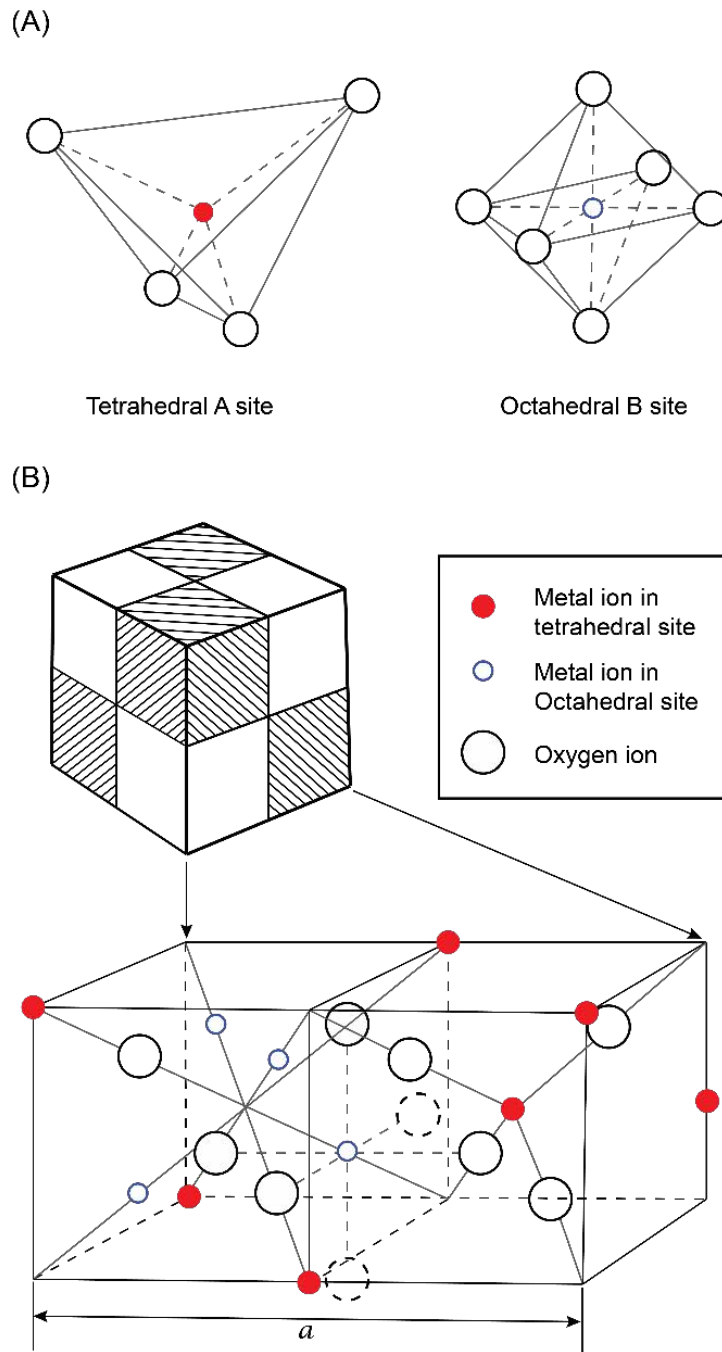 (A)
Tetrahedral A site
Octahedral B site
(B)
Metal ion in
tetrahedral site
Metal ion in
Octahedral site
Oxygen ion
a